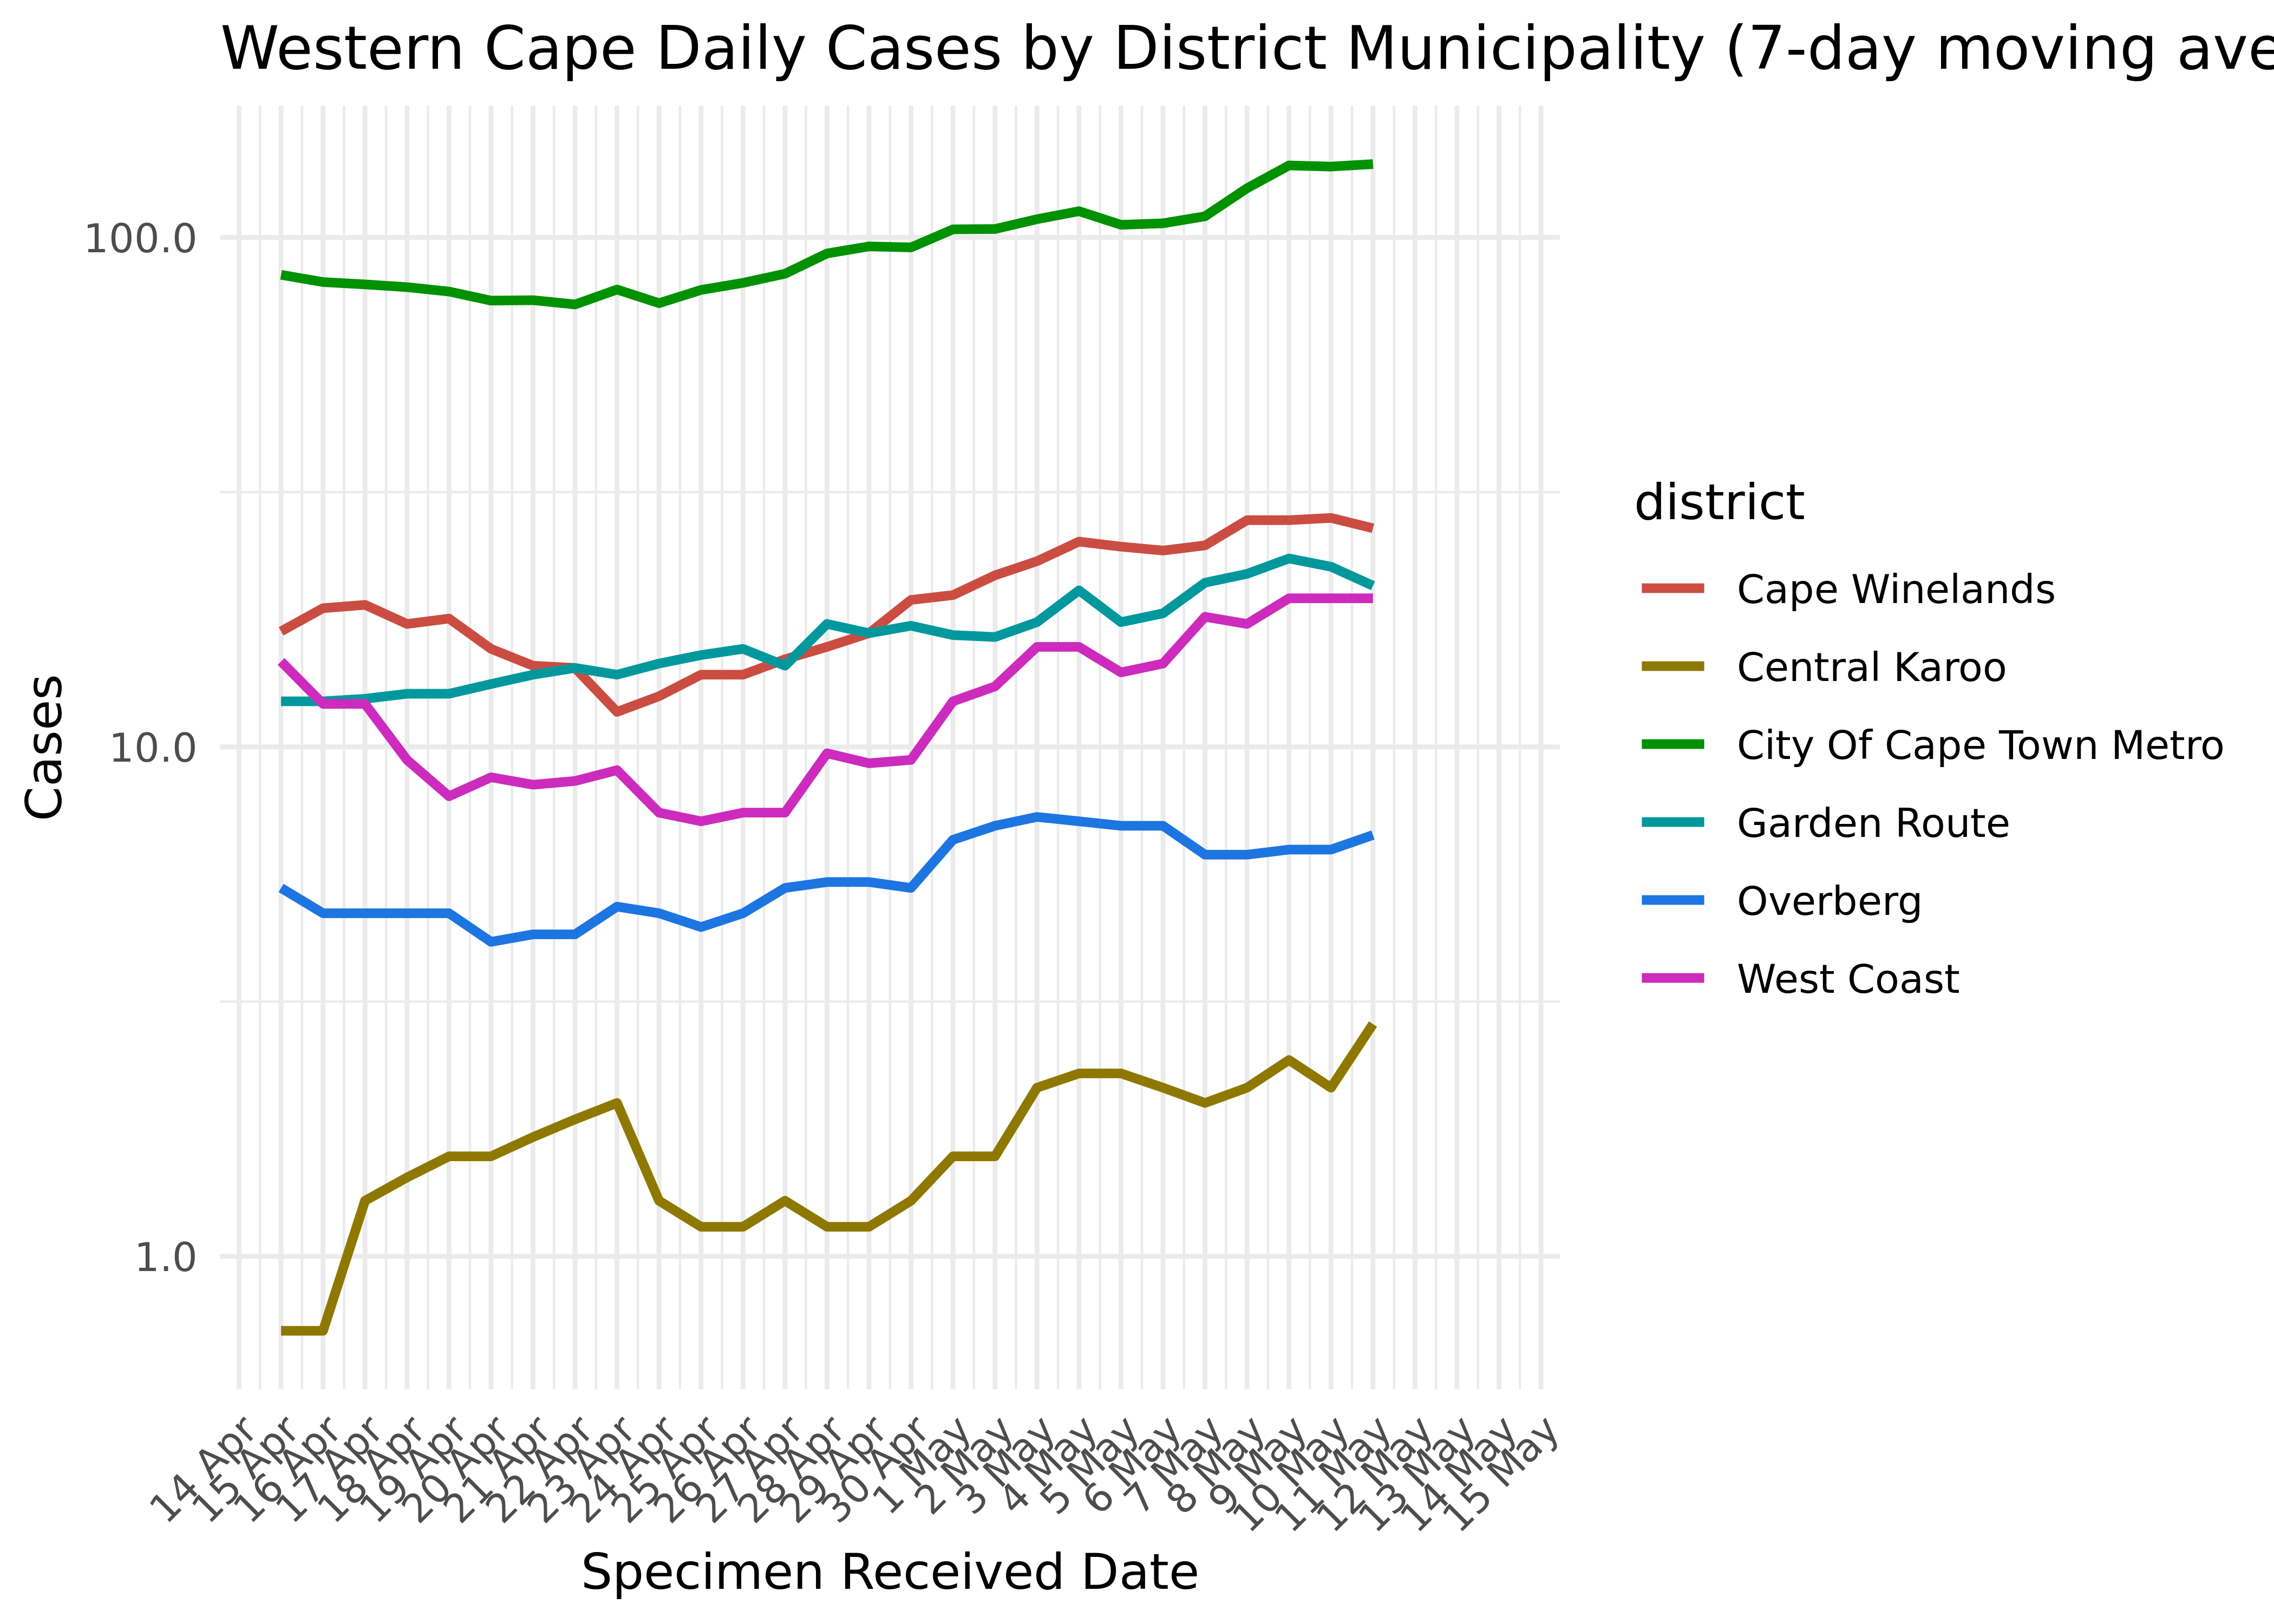 Western Cape Daily Cases by District Municipality (7-day moving ave
Cases
100.0
10.0
1.0
14 Apr
15 Apr
16 Apr
17 Apr
18 Apr
19 Apr
20 Apr
21 Apr
22 Apr
23 Apr
24 Apr
25 Apr
26 Apr
27 Apr
28 Apr
29 Apr
30 Apr
1 May
2 May
3 May
4 May
5 May
6 May
7 May
8 May
9 May
10 May
11 May
12 May
13 May
14 May
15 May
Specimen Received Date
district
Cape Winelands
Central Karoo
City Of Cape Town Metro
Garden Route
Overberg
West Coast